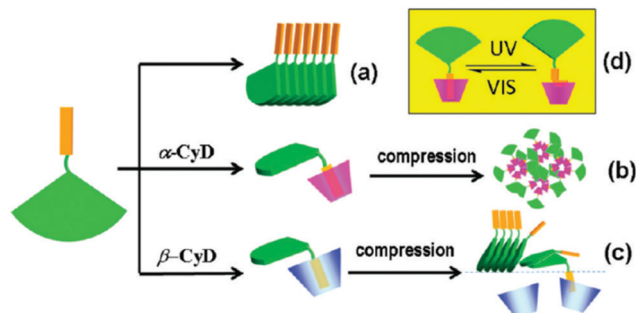 (a)
UV
VIS
(d)
α-CyD
compression
(b)
β-CyD
compression
(c)